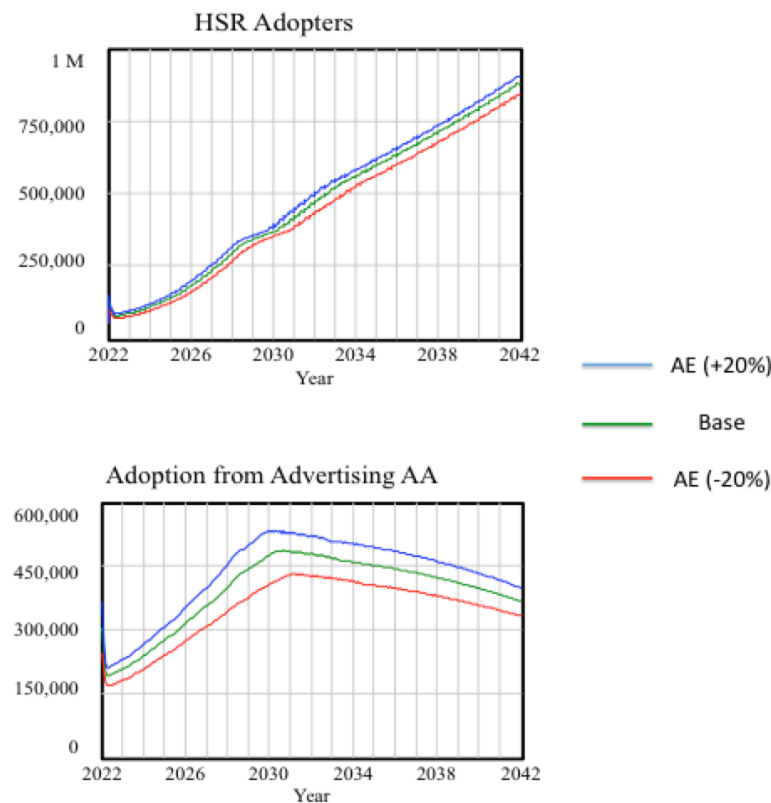 HSR Adopters
1 M
750,000
500,000
250,000
0
2022 2026 2030 2034 2038 2042
Year
AE (+20%)
Base
AE (-20%)
Adoption from Advertising AA
600,000
450,000
300,000
150,000
0
2022 2026 2030 2034 2038 2042
Year